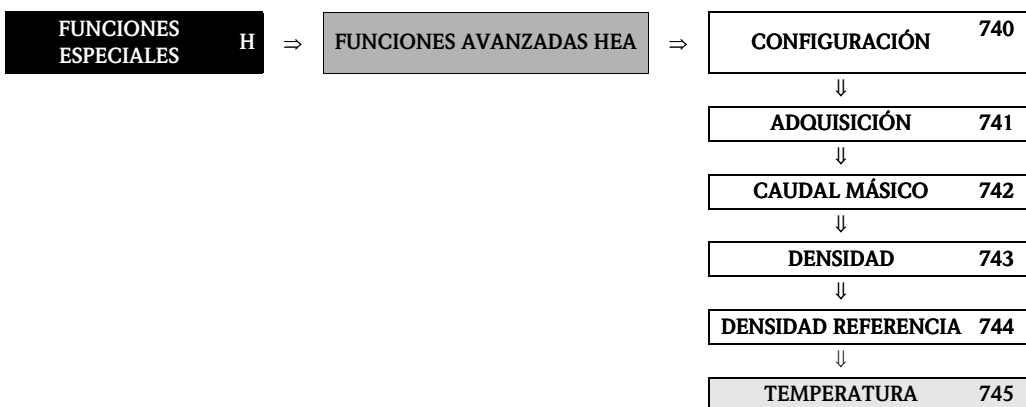 FUNCIONES
ESPECIALES H ⇒ FUNCIONES AVANZADAS HEA ⇒ CONFIGURACIÓN 740
⇓
ADQUISICIÓN 741
⇓
CAUDAL MÁSICO 742
⇓
DENSIDAD 743
⇓
DENSIDAD REFERENCIA 744
⇓
TEMPERATURA 745